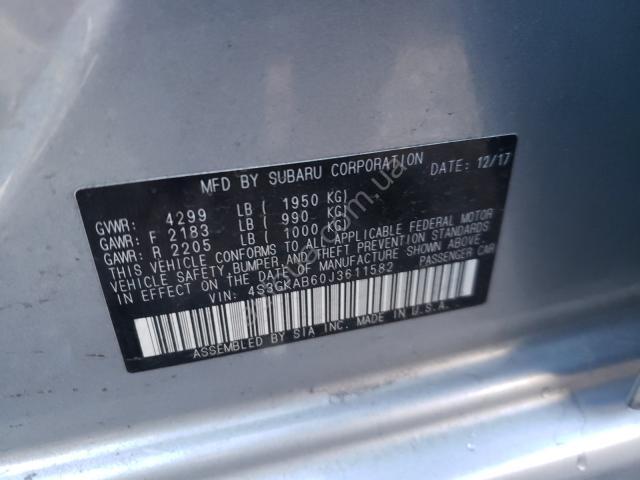 MFD BY SUBARU CORPORATION DATE: 12/17
GVWR: 4299 LB ( 1950 KG)
GAWR: F 2183 LB ( 990 KG)
GAWR: R 2205 LB ( 1000 KG)
THIS VEHICLE CONFORMS TO ALL APPLICABLE FEDERAL MOTOR
VEHICLE SAFETY, BUMPER, AND THEFT PREVENTION STANDARDS
IN EFFECT ON THE DATE OF MANUFACTURE SHOWN ABOVE.
VIN: 4S3GKAB60J3611582 PASSENGER CAR
ASSEMBLED BY SIA INC. MADE IN U.S.A.